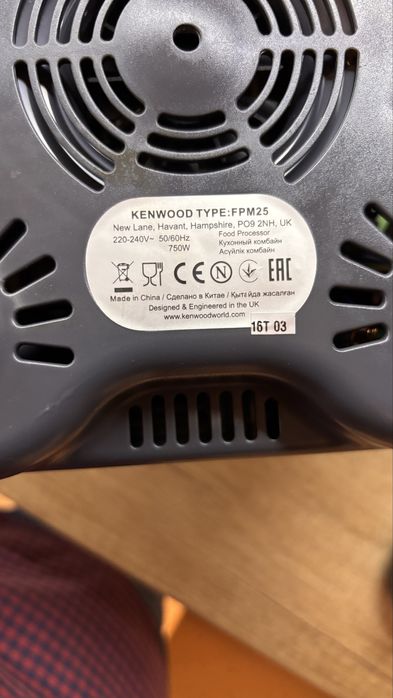 KENWOOD TYPE:FPM25
New Lane, Havant, Hampshire, PO9 2NH, UK
220-240V~ 50/60Hz Food Processor
750W Кухонный комбайн
Асүйлік комбайн
CE N EAC
Made in China / Сделано в Китае / Қытейда жасалған
Designed & Engineered in the UK
www.kenwoodworld.com
16T 03